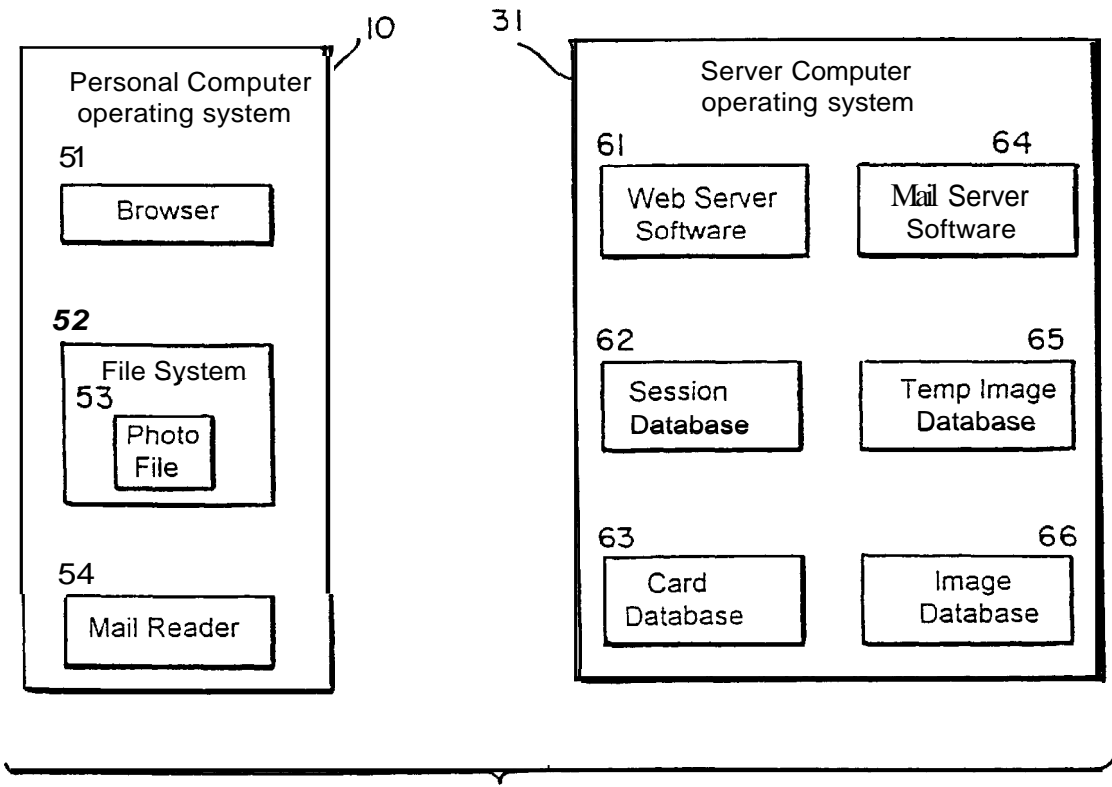 10
Personal Computer
operating system
51
Browser
52
File System
53
Photo
File
54
Mail Reader
31
Server Computer
operating system
61
Web Server
Software
64
Mail Server
Software
62
Session
Database
65
Temp Image
Database
63
Card
Database
66
Image
Database